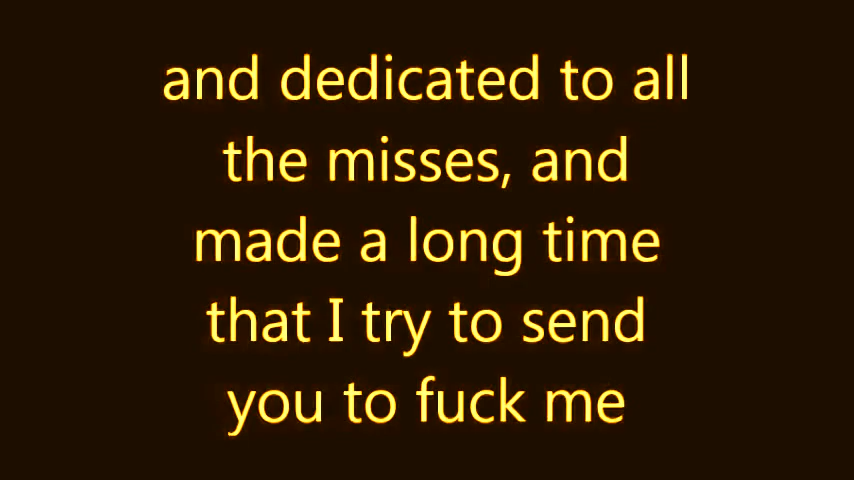 and dedicated to all
the misses, and
made a long time
that I try to send
you to fuck me